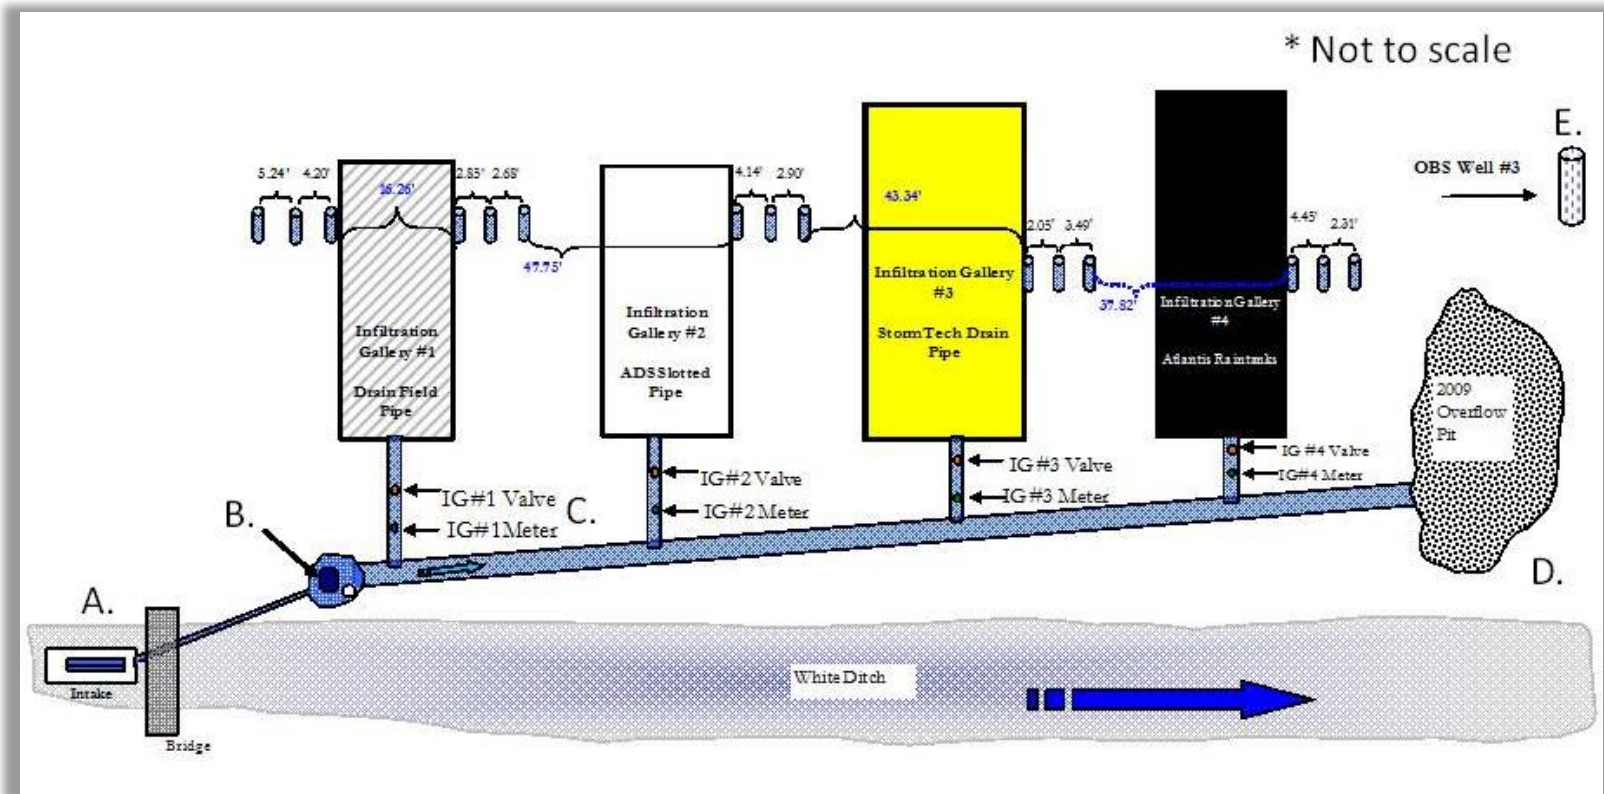 * Not to scale
E.
OBS Well #3
5.24'
4.20'
16.26'
2.83'
2.68'
47.75'
4.14'
2.90'
43.34'
2.05'
3.49'
37.82'
4.45'
2.31'
Infiltration
Gallery #1
Drain Field
Pipe
Infiltration
Gallery #2
ADS Slotted
Pipe
Infiltration Gallery
#3
StormTech Drain
Pipe
Infiltration Gallery
#4
Atlantis Raintanks
2009
Overflow
Pit
IG#1 Valve
IG#1 Meter
IG#2 Valve
IG#2 Meter
IG#3 Valve
IG#3 Meter
IG #4 Valve
IG#4 Meter
B.
C.
D.
A.
Intake
Bridge
White Ditch